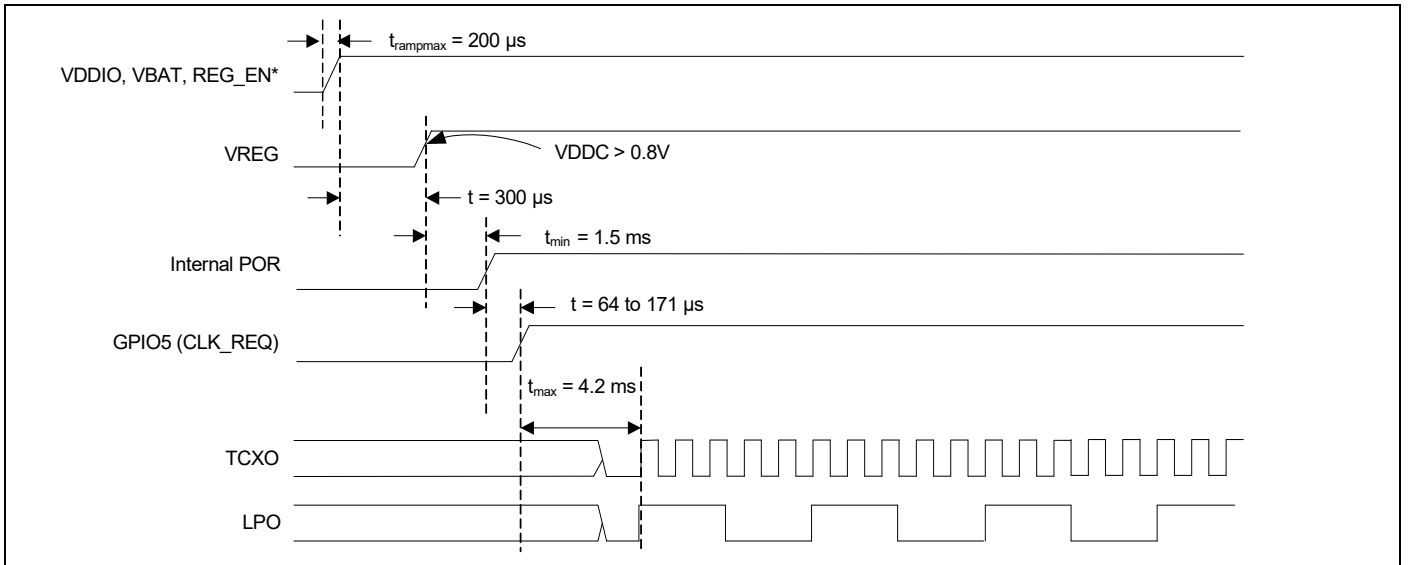 t_rampmax = 200 µs
VDDIO, VBAT, REG_EN*
VREG
VDDC > 0.8V
t = 300 µs
t_min = 1.5 ms
Internal POR
t = 64 to 171 µs
GPIO5 (CLK_REQ)
t_max = 4.2 ms
TCXO
LPO